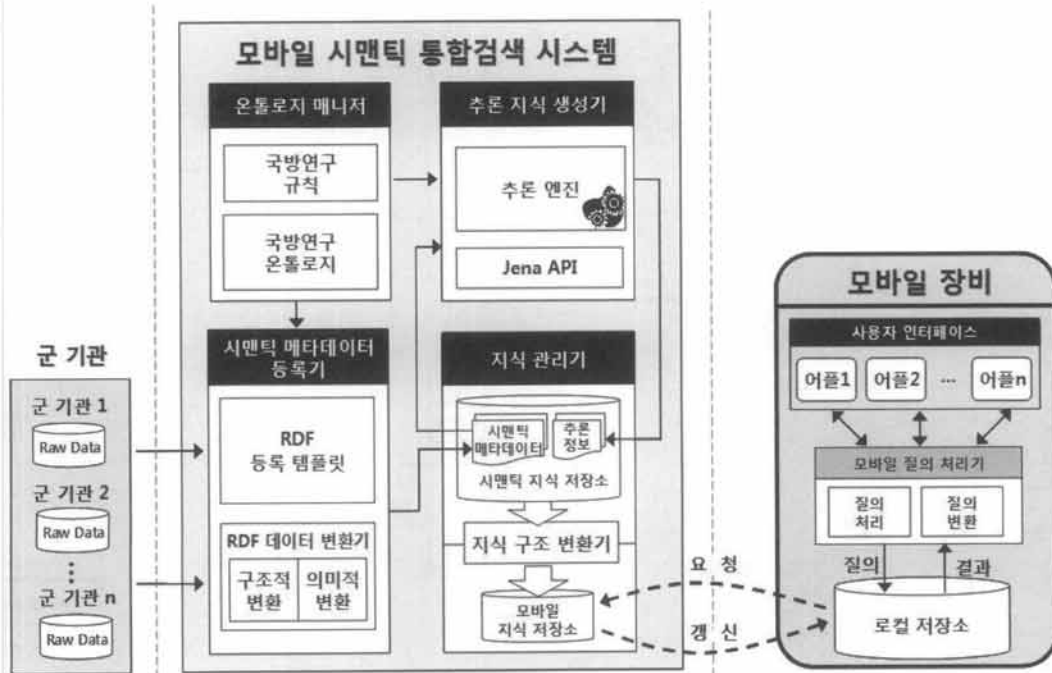 모바일 시맨틱 통합검색 시스템
온톨로지 매니저
국방연구
규칙
국방연구
온톨로지
추론 지식 생성기
추론 엔진
Jena API
군 기관
군 기관 1
Raw Data
군 기관 2
Raw Data
⋮
군 기관 n
Raw Data
시맨틱 메타데이터
등록기
RDF
등록 템플릿
RDF 데이터 변환기
구조적
변환
의미적
변환
지식 관리기
시맨틱
메타데이터
추론
정보
시맨틱 지식 저장소
지식 구조 변환기
모바일
지식 저장소
요 청
갱 신
모바일 장비
사용자 인터페이스
어플1
어플2
...
어플n
모바일 질의 처리기
질의
처리
질의
변환
질의
결과
로컬 저장소